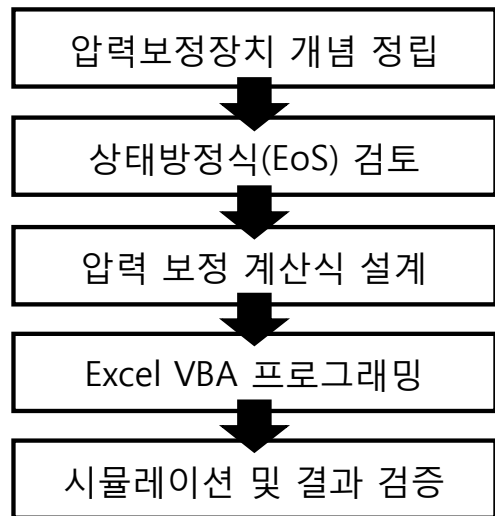 압력보정장치 개념 정립
상태방정식(EoS) 검토
압력 보정 계산식 설계
Excel VBA 프로그래밍
시뮬레이션 및 결과 검증